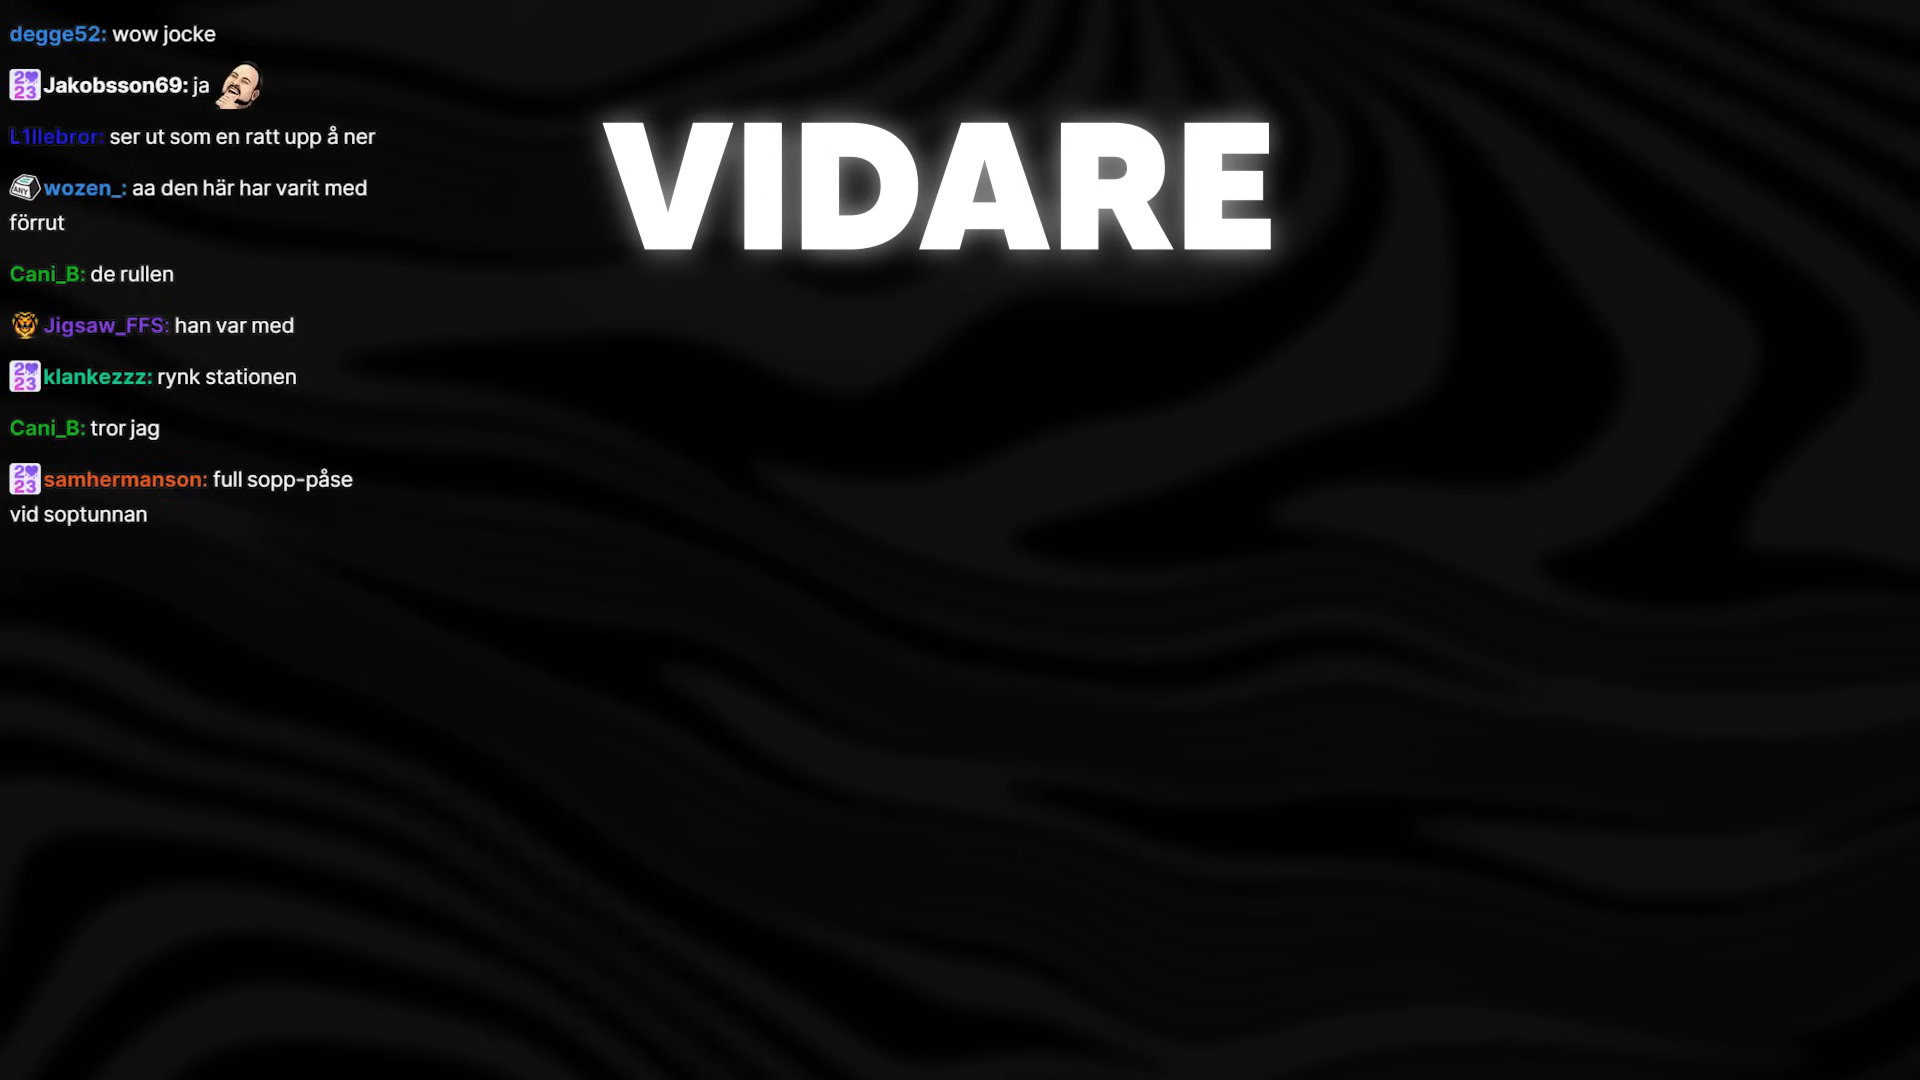 degge52: wow jocke
Jakobsson69: ja
VIDARE
L1llebror: ser ut som en ratt upp å ner
wozen_: aa den här har varit med
förrut
Cani_B: de rullen
Jigsaw_FFS: han var med
klankezzz: rynk stationen
Cani_B: tror jag
samhermanson: full sopp-påse
vid soptunnan